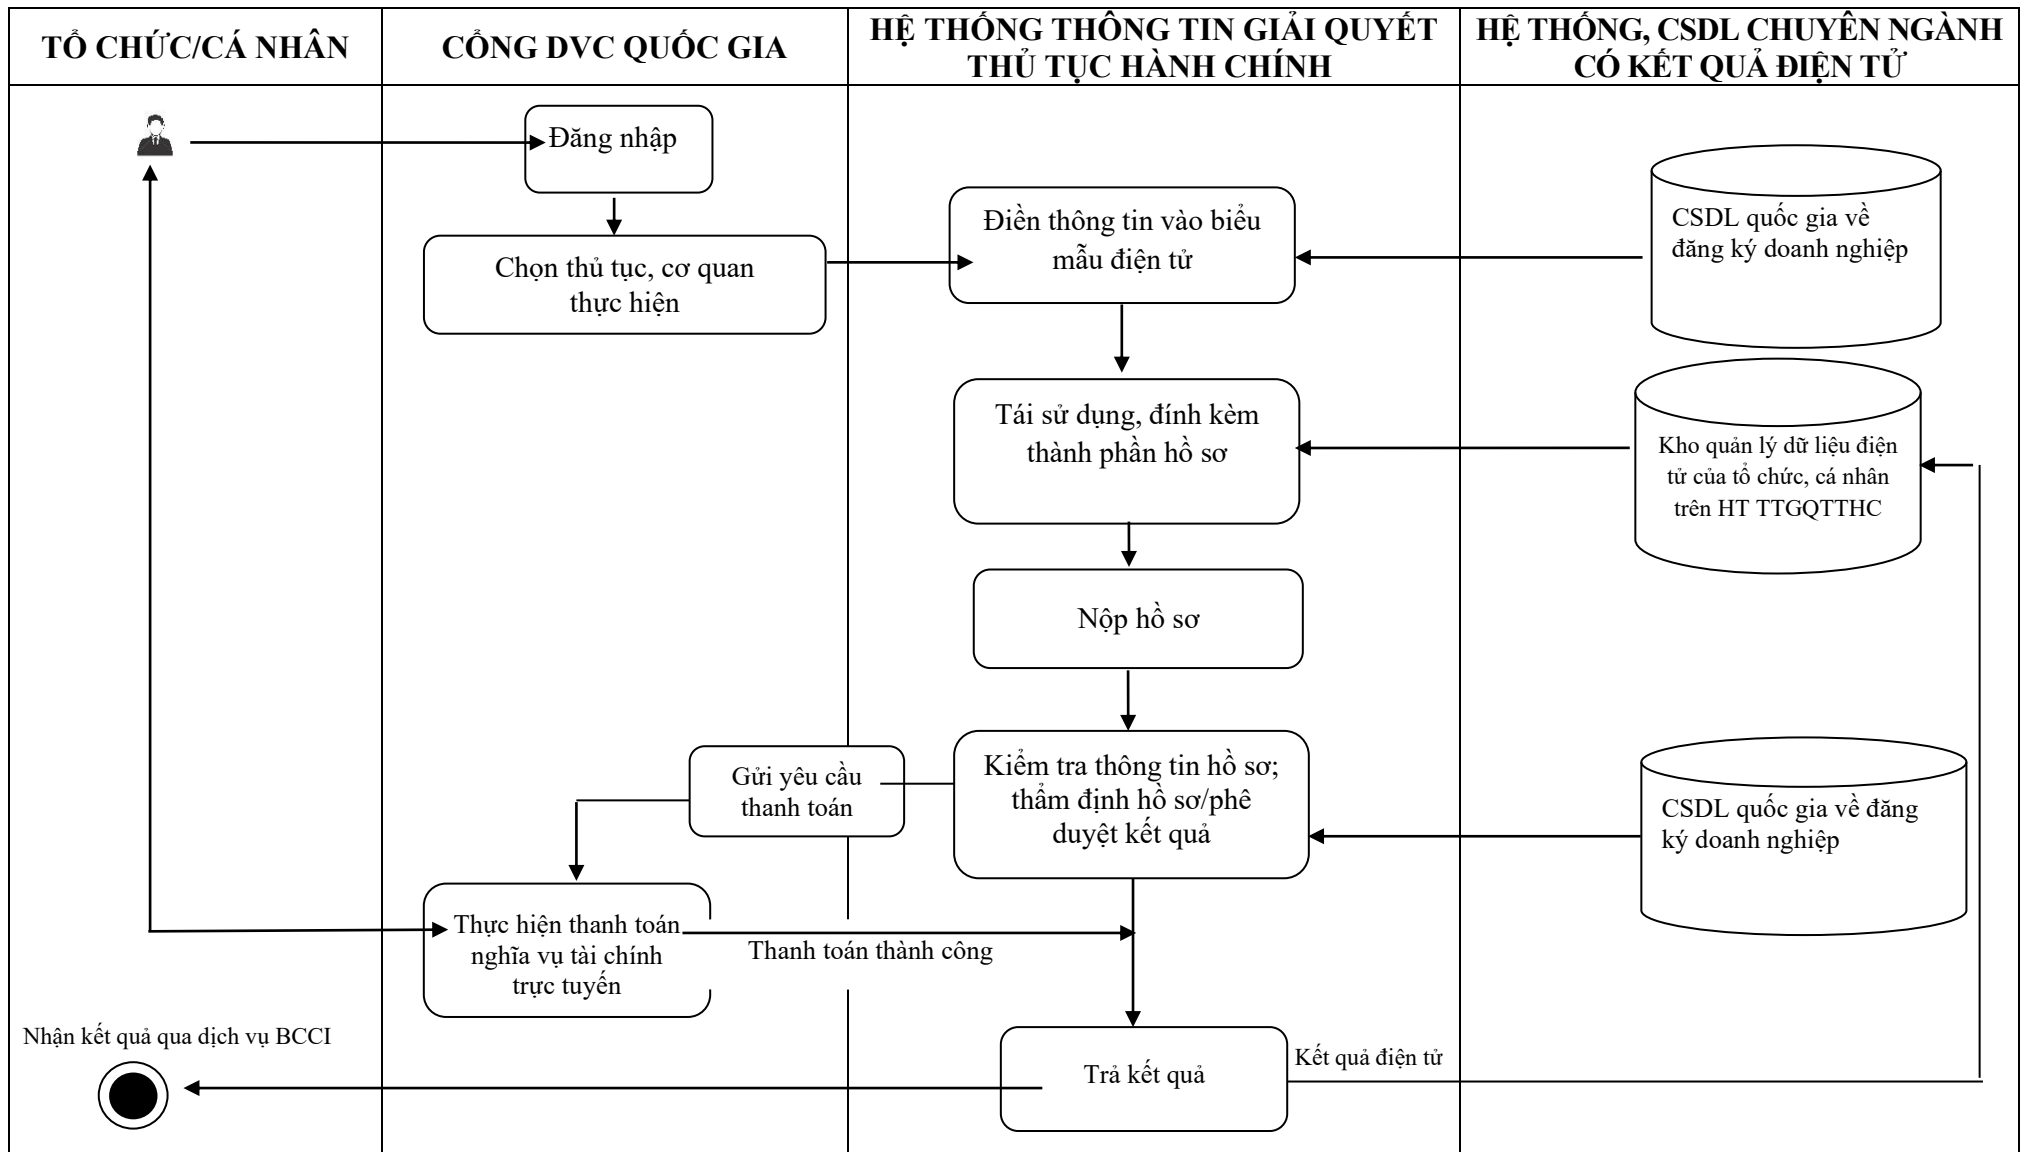 TỔ CHỨC/CÁ NHÂN
CỔNG DVC QUỐC GIA
HỆ THỐNG THÔNG TIN GIẢI QUYẾT
THỦ TỤC HÀNH CHÍNH
HỆ THỐNG, CSDL CHUYÊN NGÀNH
CÓ KẾT QUẢ ĐIỆN TỬ
Đăng nhập
Chọn thủ tục, cơ quan
thực hiện
Điền thông tin vào biểu
mẫu điện tử
CSDL quốc gia về
đăng ký doanh nghiệp
Tái sử dụng, đính kèm
thành phần hồ sơ
Kho quản lý dữ liệu điện
tử của tổ chức, cá nhân
trên HT TTGQTTHC
Nộp hồ sơ
Gửi yêu cầu
thanh toán
Kiểm tra thông tin hồ sơ;
thẩm định hồ sơ/phê
duyệt kết quả
CSDL quốc gia về đăng
ký doanh nghiệp
Thực hiện thanh toán
nghĩa vụ tài chính
trực tuyến
Thanh toán thành công
Nhận kết quả qua dịch vụ BCCI
Trả kết quả
Kết quả điện tử